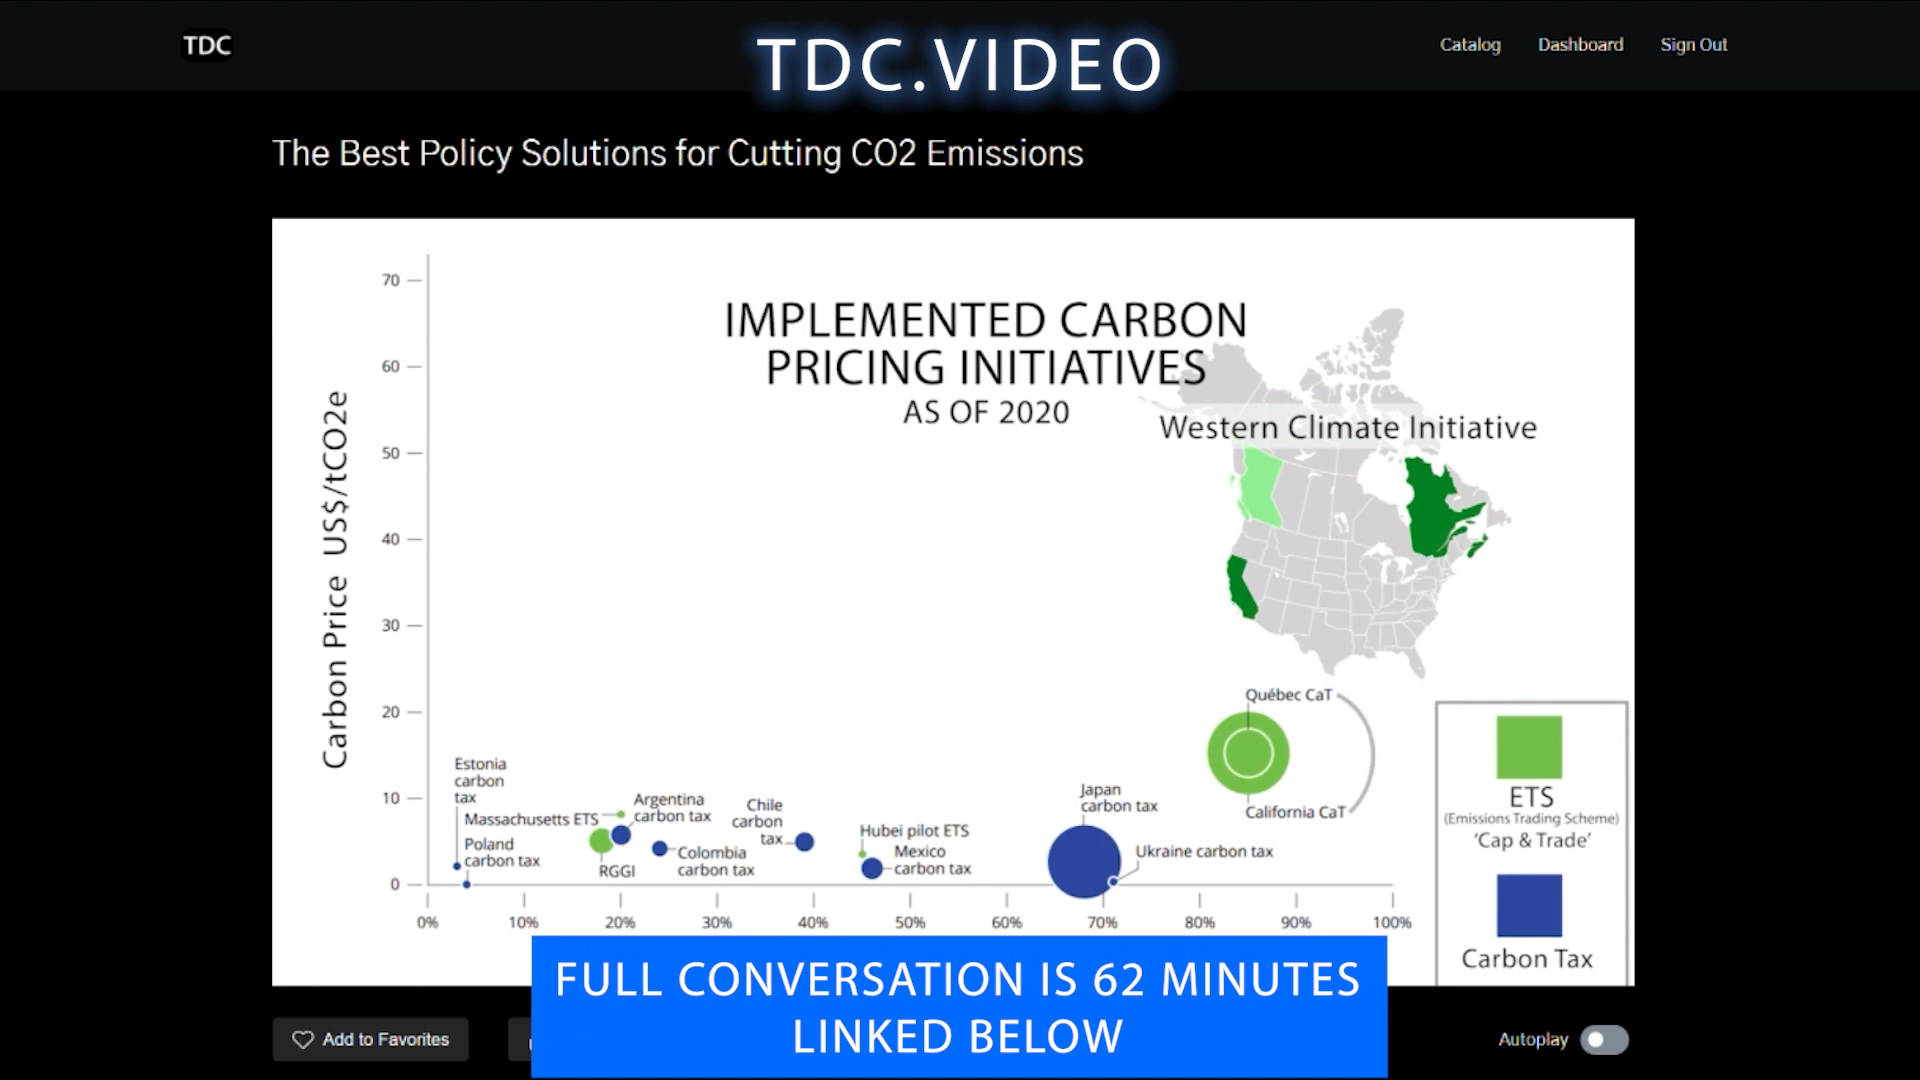 TDC
TDC.VIDEO
Catalog
Dashboard
Sign Out
The Best Policy Solutions for Cutting CO2 Emissions
IMPLEMENTED CARBON
PRICING INITIATIVES
AS OF 2020
Western Climate Initiative
Carbon Price US$/tCO2e
70
60
50
40
30
20
10
0
Estonia
carbon
tax
Massachusetts ETS
Poland
carbon tax
RGGI
Argentina
carbon tax
Colombia
carbon tax
Chile
carbon
tax
Hubei pilot ETS
Mexico
carbon tax
Japan
carbon tax
Ukraine carbon tax
Québec CaT
California CaT
0%
10%
20%
30%
40%
50%
60%
70%
80%
90%
100%
ETS
(Emissions Trading Scheme)
‘Cap & Trade’
Carbon Tax
FULL CONVERSATION IS 62 MINUTES
LINKED BELOW
Add to Favorites
Autoplay